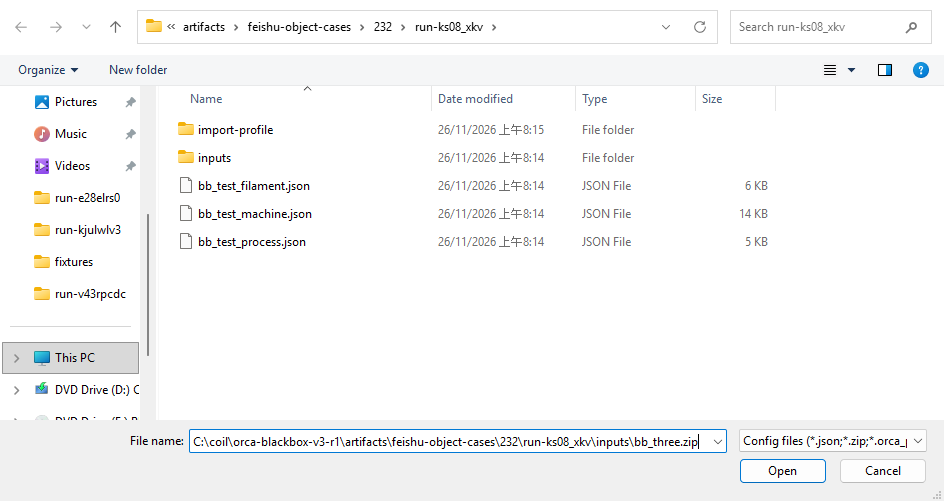 « artifacts › feishu-object-cases › 232 › run-ks08_xkv ›
Search run-ks08_xkv
Organize
New folder
?
Pictures
Music
Videos
run-e28elrs0
run-kjulwlv3
fixtures
run-v43rpcdc
This PC
DVD Drive (D:) C
Name Date modified Type Size
import-profile 26/11/2026 上午8:15 File folder
inputs 26/11/2026 上午8:14 File folder
bb_test_filament.json 26/11/2026 上午8:14 JSON File 6 KB
bb_test_machine.json 26/11/2026 上午8:14 JSON File 14 KB
bb_test_process.json 26/11/2026 上午8:14 JSON File 5 KB
File name: C:\coil\orca-blackbox-v3-r1\artifacts\feishu-object-cases\232\run-ks08_xkv\inputs\bb_three.zip
Config files (*.json;*.zip;*.orca_
Open
Cancel